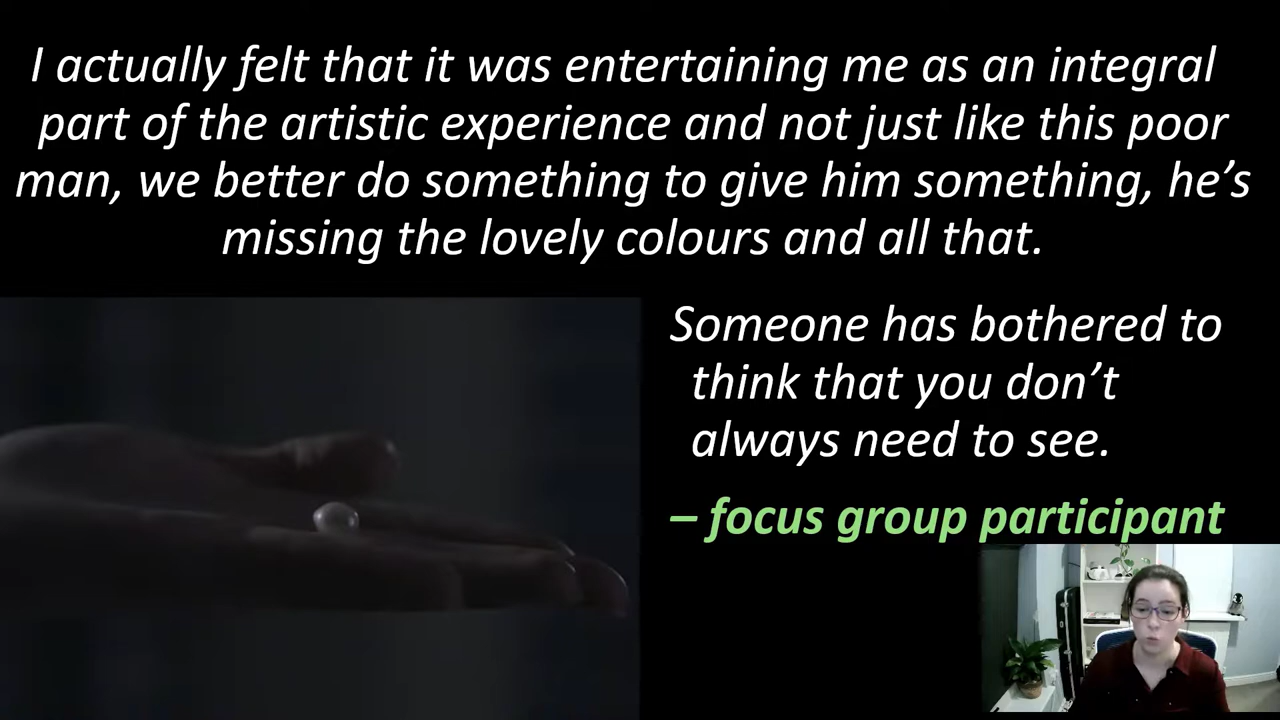 I actually felt that it was entertaining me as an integral
part of the artistic experience and not just like this poor
man, we better do something to give him something, he’s
missing the lovely colours and all that.
Someone has bothered to
think that you don’t
always need to see.
– focus group participant